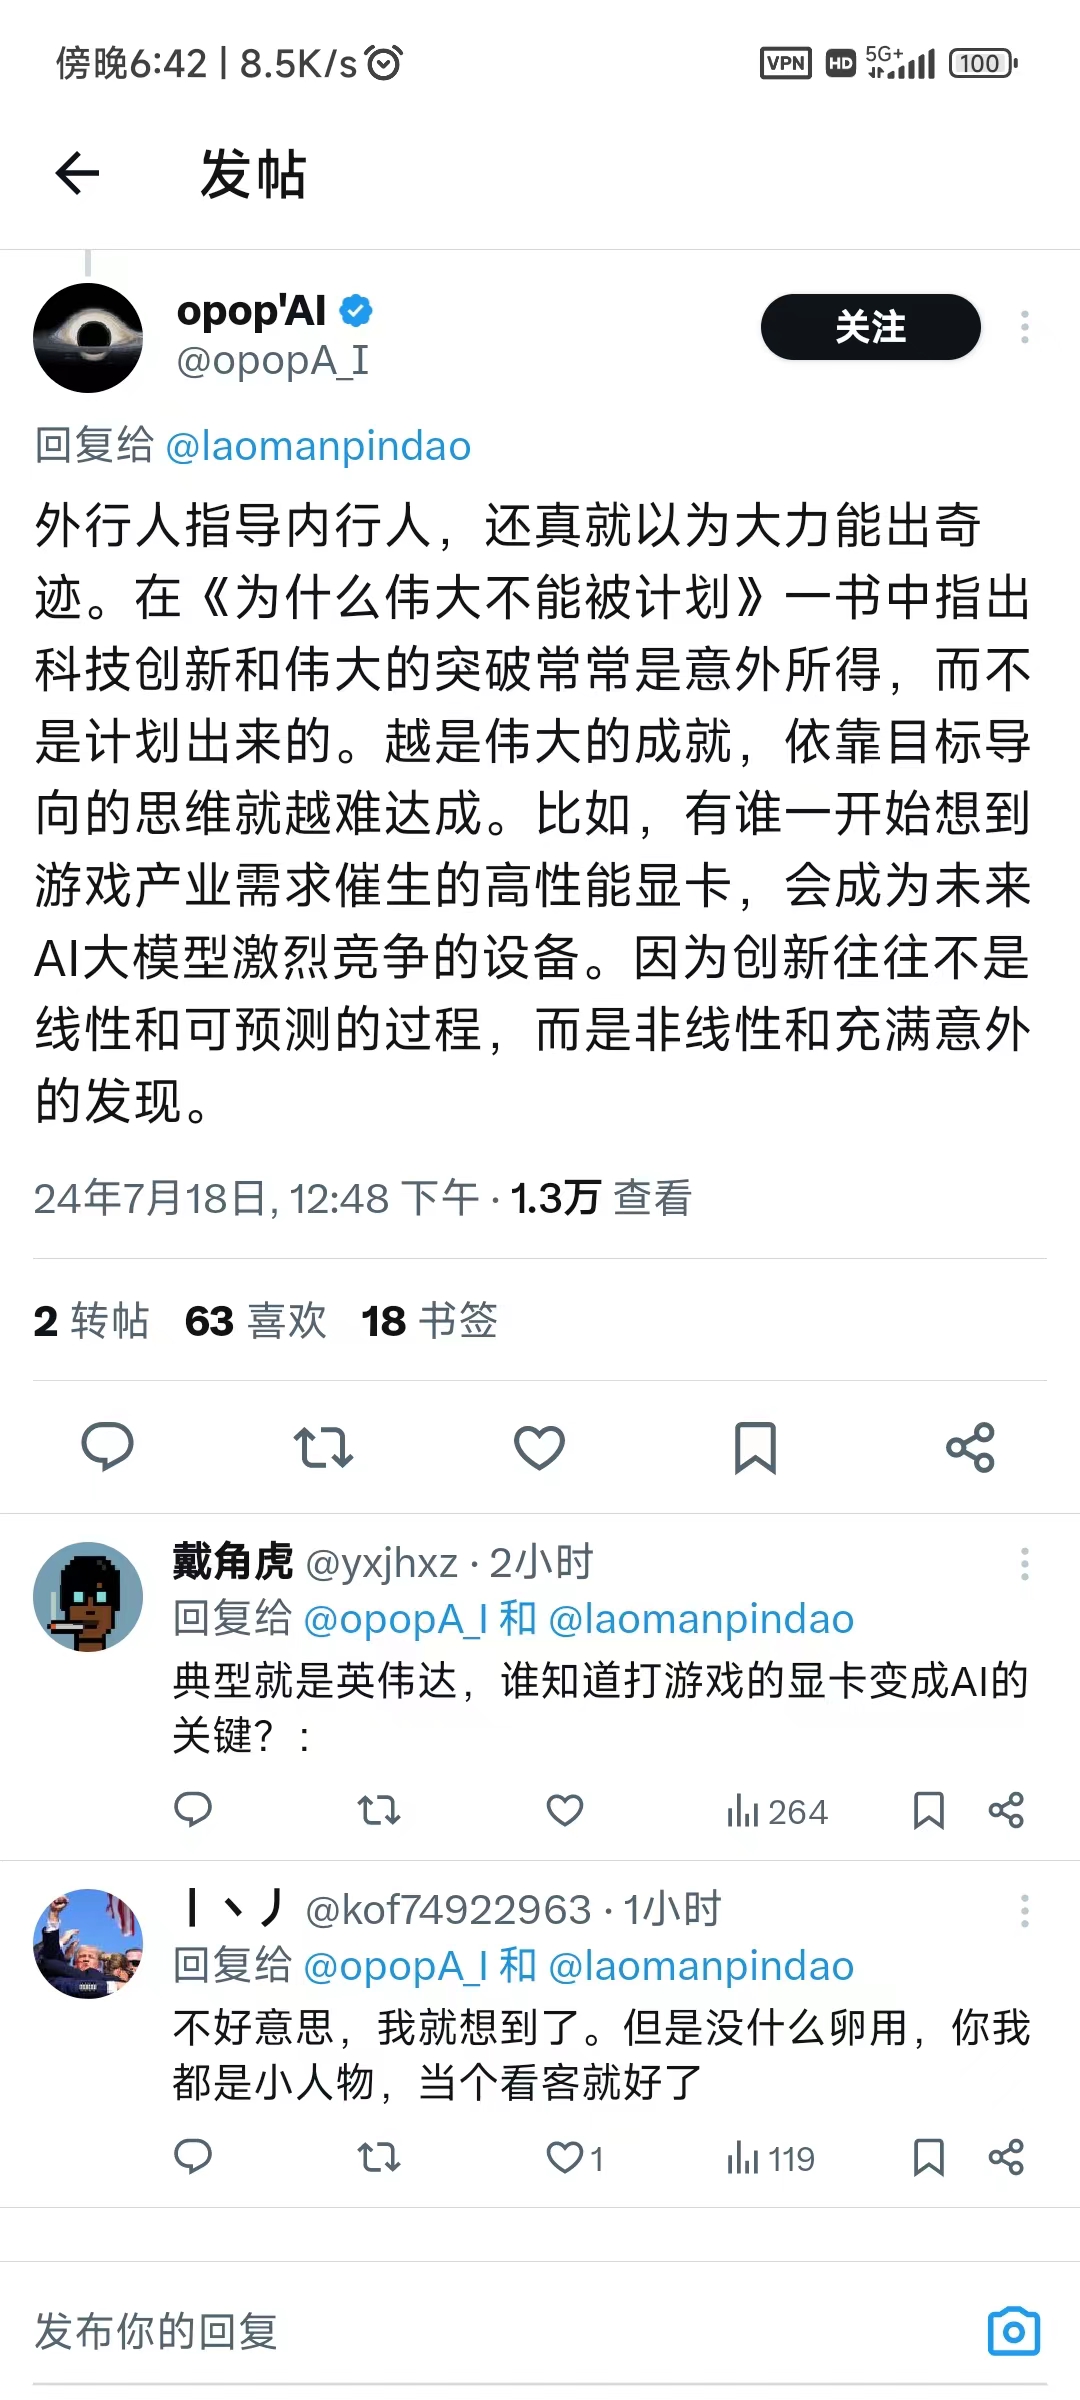 傍晚6:42 | 8.5K/s
VPN HD 5G+ 100
发帖
opop'AI
关注
@opopA_I
回复给 @laomanpindao
外行人指导内行人，还真就以为大力能出奇
迹。在《为什么伟大不能被计划》一书中指出
科技创新和伟大的突破常常是意外所得，而不
是计划出来的。越是伟大的成就，依靠目标导
向的思维就越难达成。比如，有谁一开始想到
游戏产业需求催生的高性能显卡，会成为未来
AI大模型激烈竞争的设备。因为创新往往不是
线性和可预测的过程，而是非线性和充满意外
的发现。
24年7月18日, 12:48 下午 · 1.3万 查看
2 转帖 63 喜欢 18 书签
戴角虎 @yxjhxz · 2小时
回复给 @opopA_I 和 @laomanpindao
典型就是英伟达，谁知道打游戏的显卡变成AI的
关键？：
264
丨丶丿 @kof74922963 · 1小时
回复给 @opopA_I 和 @laomanpindao
不好意思，我就想到了。但是没什么卵用，你我
都是小人物，当个看客就好了
1 119
发布你的回复